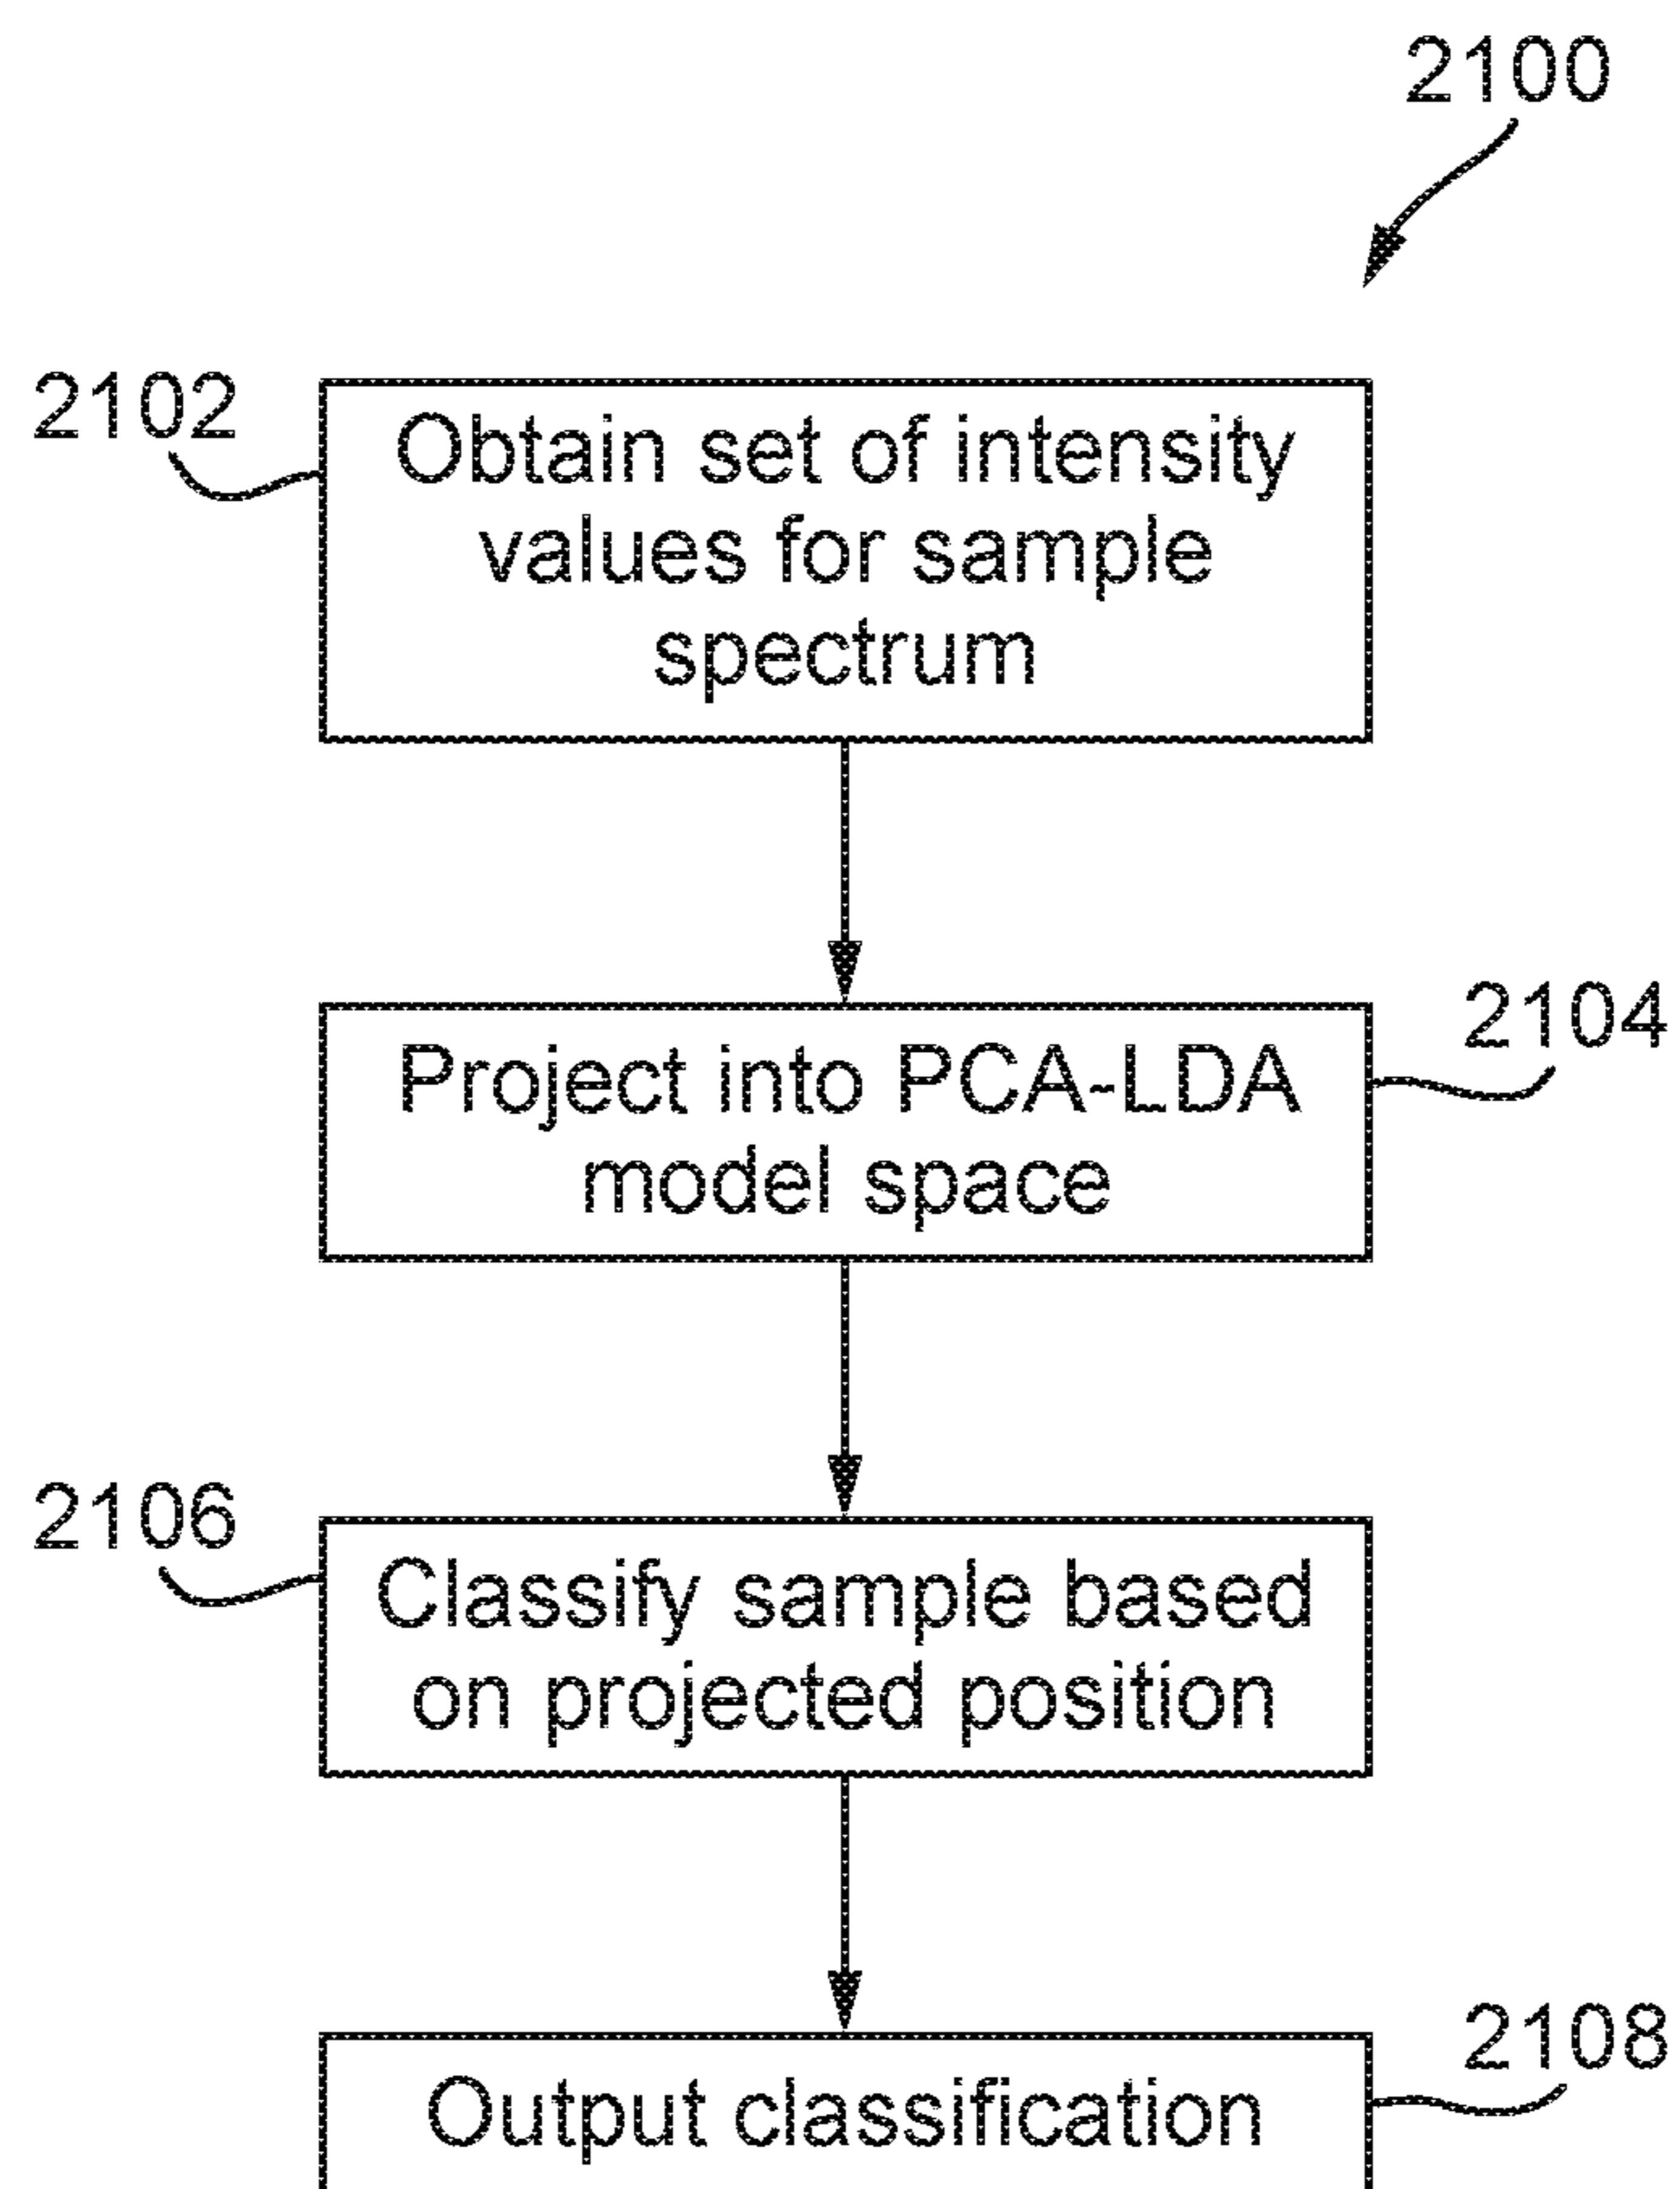 2100
2102
Obtain set of intensity
values for sample
spectrum
2104
Project into PCA-LDA
model space
2106
Classify sample based
on projected position
2108
Output classification